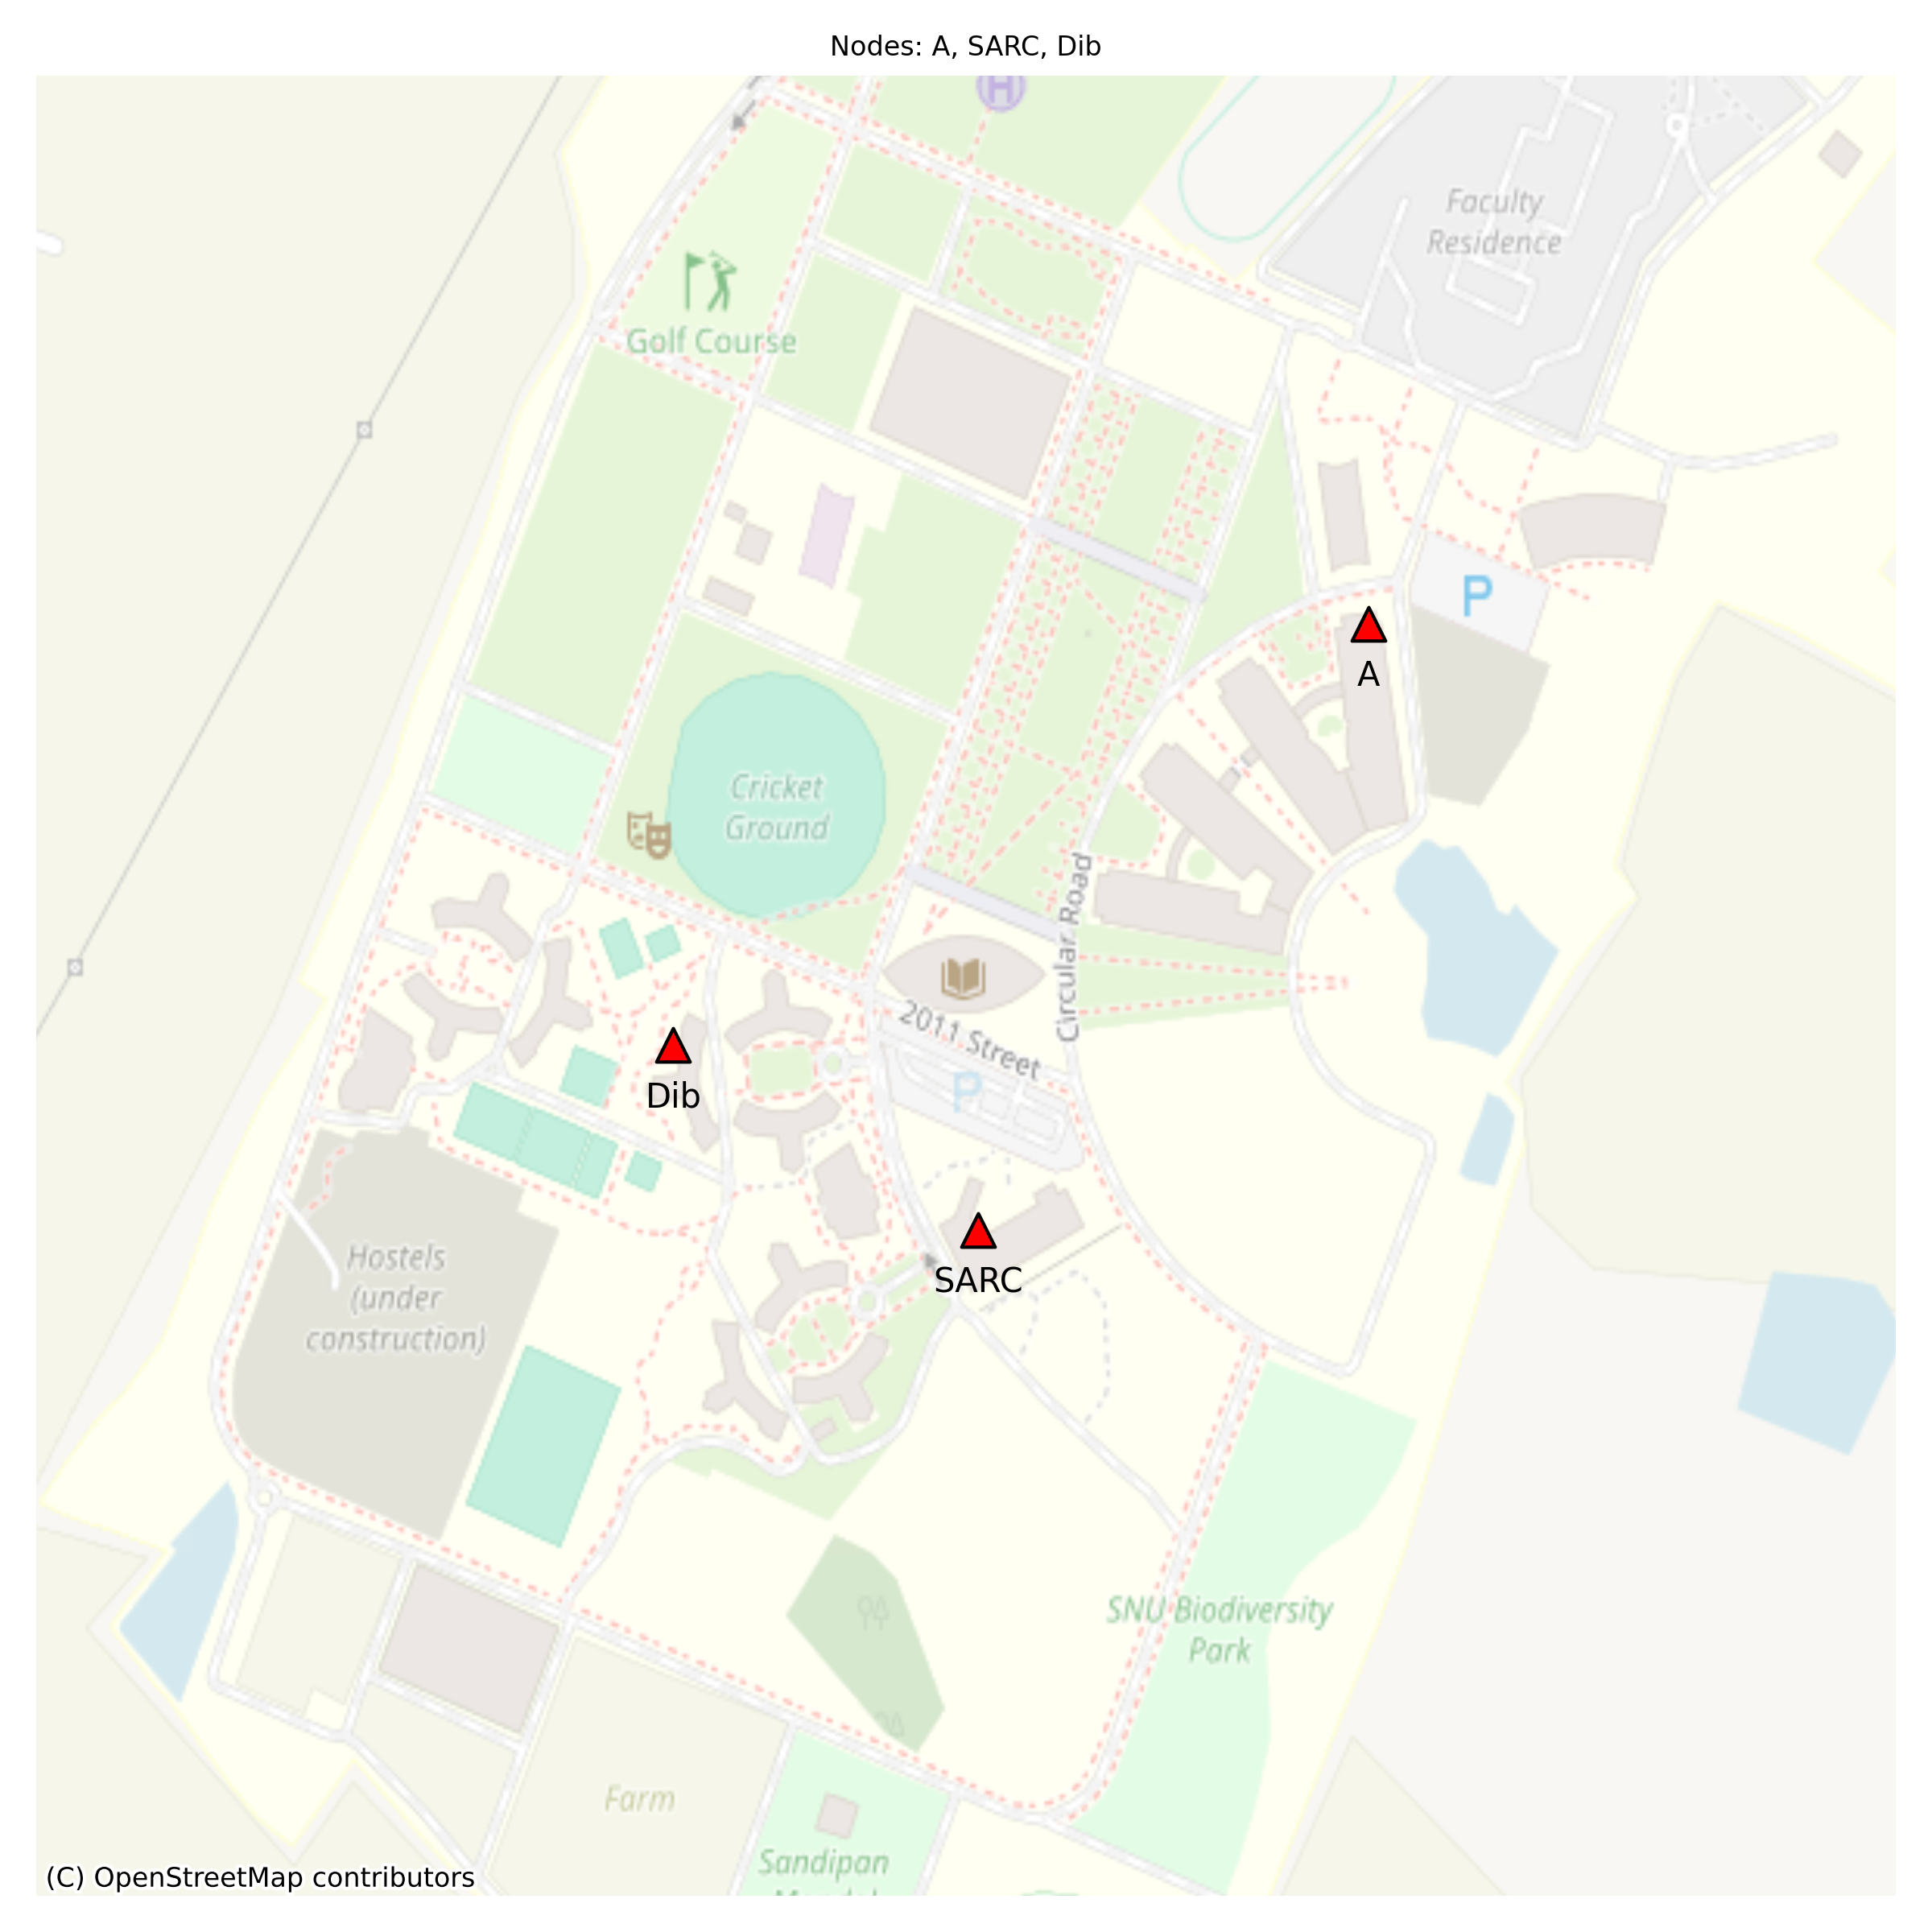 Nodes: A, SARC, Dib
H
Faculty
Residence
Golf Course
P
A
Cricket
Ground
Circular Road
2011 Street
P
Dib
SARC
Hostels
(under
construction)
SNU Biodiversity
Park
Farm
Sandipan
(C) OpenStreetMap contributors